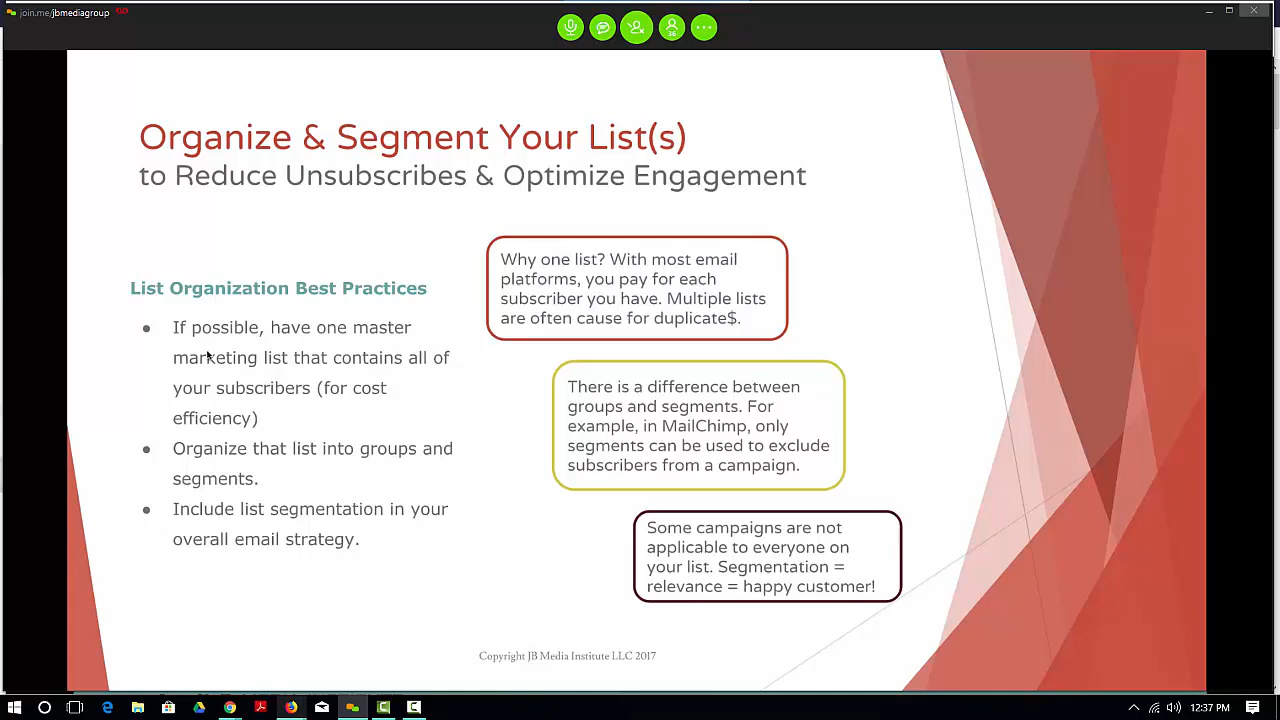 join.me/jbmediagroup
36
Organize & Segment Your List(s)
to Reduce Unsubscribes & Optimize Engagement
List Organization Best Practices
● If possible, have one master
marketing list that contains all of
your subscribers (for cost
efficiency)
● Organize that list into groups and
segments.
● Include list segmentation in your
overall email strategy.
Why one list? With most email
platforms, you pay for each
subscriber you have. Multiple lists
are often cause for duplicate$.
There is a difference between
groups and segments. For
example, in MailChimp, only
segments can be used to exclude
subscribers from a campaign.
Some campaigns are not
applicable to everyone on
your list. Segmentation =
relevance = happy customer!
Copyright JB Media Institute LLC 2017
12:37 PM